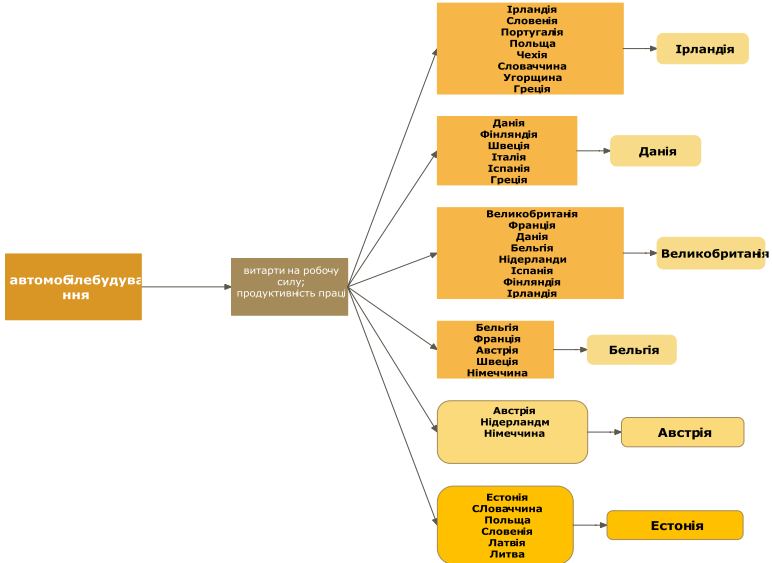 автомобілебудува
ння
витарти на робочу
силу;
продуктивність праці
Ірландія
Словенія
Португалія
Польща
Чехія
Словаччина
Угорщина
Греція
Ірландія
Данія
Фінляндія
Швеція
Італія
Іспанія
Греція
Данія
Великобританія
Франція
Данія
Бельгія
Нідерланди
Іспанія
Фінляндія
Ірландія
Великобританія
Бельгія
Франція
Австрія
Швеція
Німеччина
Бельгія
Австрія
Нідерландм
Німеччина
Австрія
Естонія
СЛоваччина
Польща
Словенія
Латвія
Литва
Естонія